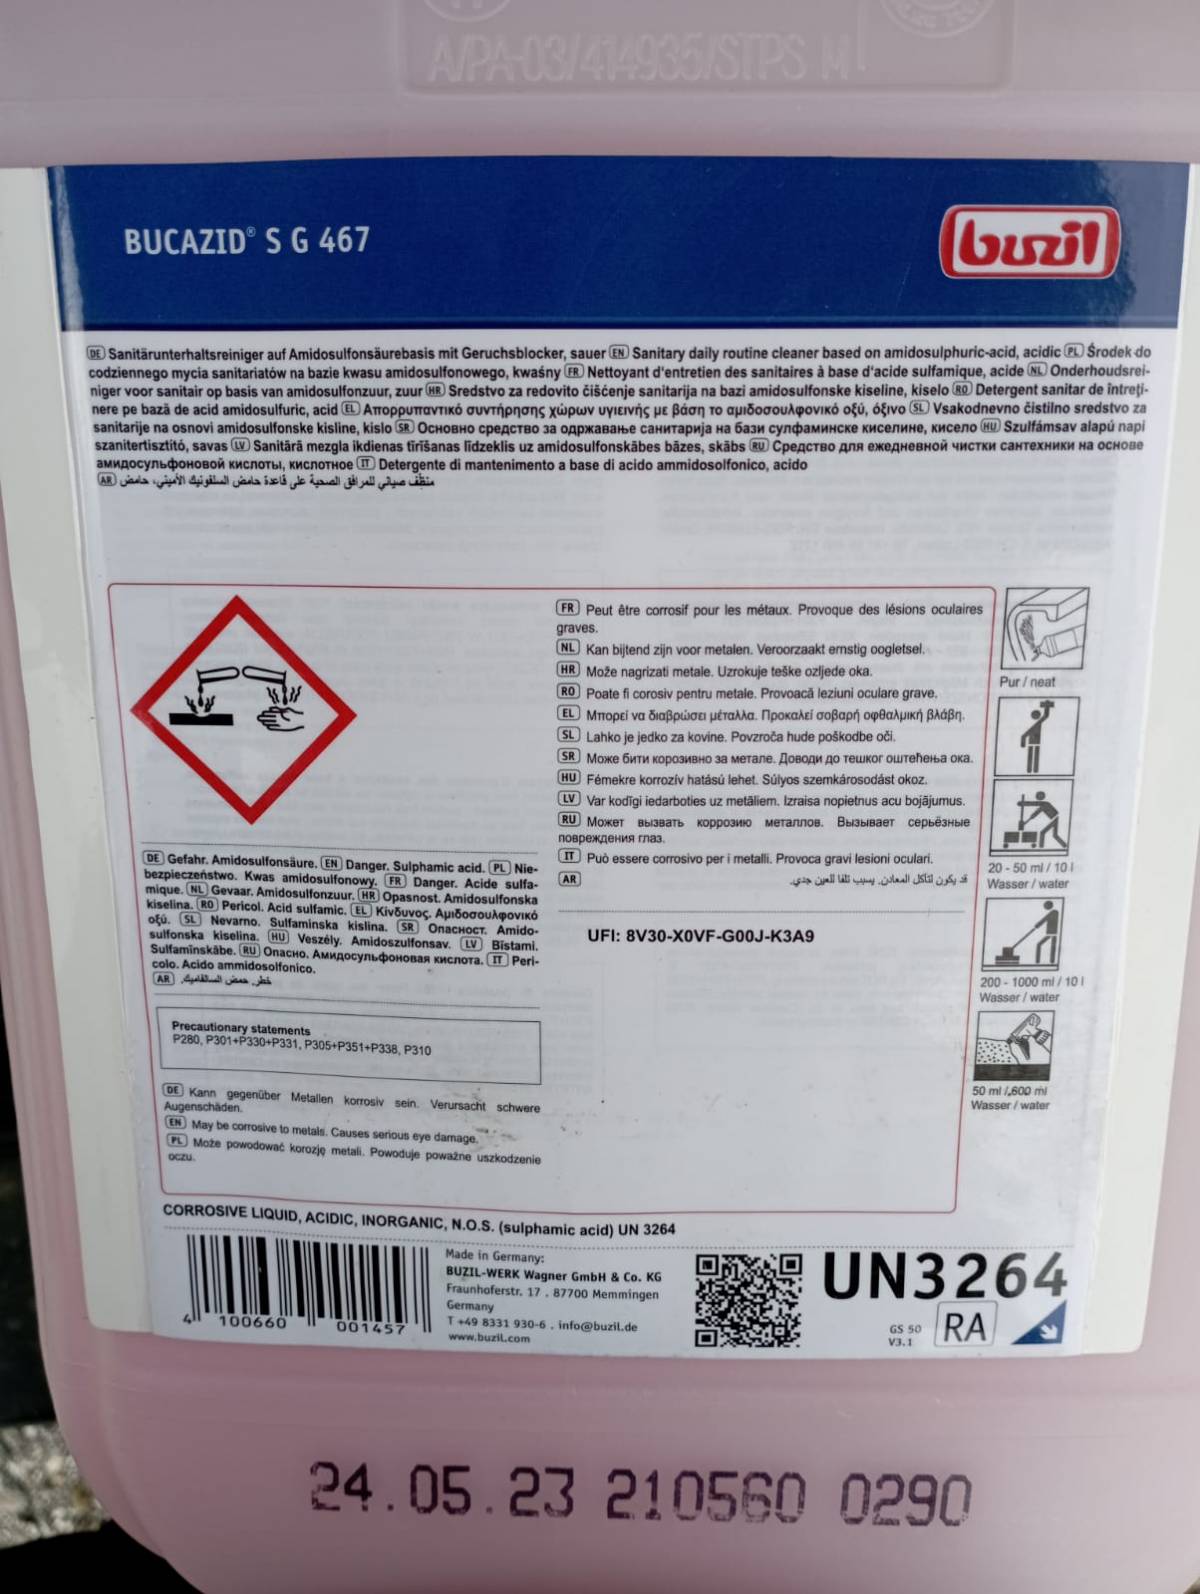 A/PA-03/414935/STPS M
BUCAZID® S G 467
buzil
DE Sanitärunterhaltsreiniger auf Amidosulfonsäurebasis mit Geruchsblocker, sauer EN Sanitary daily routine cleaner based on amidosulphuric-acid, acidic PL Środek do
codziennego mycia sanitariatów na bazie kwasu amidosulfonowego, kwaśny FR Nettoyant d'entretien des sanitaires à base d'acide sulfamique, acide NL Onderhoudsrei-
niger voor sanitair op basis van amidosulfonzuur, zuur HR Sredstvo za redovito čišćenje sanitarija na bazi amidosulfonske kiseline, kiselo RO Detergent sanitar de întreți-
nere pe bază de acid amidosulfuric, acid EL Απορρυπαντικό συντήρησης χώρων υγιεινής με βάση το αμιδοσουλφονικό οξύ, όξινο SL Vsakodnevno čistilno sredstvo za
sanitarije na osnovi amidosulfonske kisline, kislo SR Основно средство за одржавање санитарија на бази сулфаминске киселине, кисело HU Szulfámsav alapú napi
szanitertisztító, savas LV Sanitārā mezgla ikdienas tīrīšanas līdzeklis uz amidosulfonskābes bāzes, skābs RU Средство для ежедневной чистки сантехники на основе
амидосульфоновой кислоты, кислотное IT Detergente di mantenimento a base di acido ammidosolfonico, acido
AR منظف صياني للمرافق الصحية على قاعدة حامض السلفونيك الأميني، حامض
FR Peut être corrosif pour les métaux. Provoque des lésions oculaires
graves.
NL Kan bijtend zijn voor metalen. Veroorzaakt ernstig oogletsel.
HR Može nagrizati metale. Uzrokuje teške ozljede oka.
RO Poate fi corosiv pentru metale. Provoacă leziuni oculare grave.
EL Μπορεί να διαβρώσει μέταλλα. Προκαλεί σοβαρή οφθαλμική βλάβη.
SL Lahko je jedko za kovine. Povzroča hude poškodbe oči.
SR Може бити корозивно за метале. Доводи до тешког оштећења ока.
HU Fémekre korrozív hatású lehet. Súlyos szemkárosodást okoz.
LV Var kodīgi iedarboties uz metāliem. Izraisa nopietnus acu bojājumus.
RU Может вызвать коррозию металлов. Вызывает серьёзные
повреждения глаз.
IT Può essere corrosivo per i metalli. Provoca gravi lesioni oculari.
AR قد يكون لتآكل المعادن. يسبب تلفا للعين جدي.
UFI: 8V30-X0VF-G00J-K3A9
Pur / neat
20 - 50 ml / 10 l
Wasser / water
200 - 1000 ml / 10 l
Wasser / water
50 ml / 600 ml
Wasser / water
DE Gefahr. Amidosulfonsäure. EN Danger. Sulphamic acid. PL Nie-
bezpieczeństwo. Kwas amidosulfonowy. FR Danger. Acide sulfa-
mique. NL Gevaar. Amidosulfonzuur. HR Opasnost. Amidosulfonska
kiselina. RO Pericol. Acid sulfamic. EL Κίνδυνος. Αμιδοσουλφονικό
οξύ. SL Nevarno. Sulfaminska kislina. SR Опасност. Amido-
sulfonska kiselina. HU Veszély. Amidoszulfonsav. LV Bīstami.
Sulfamīnskābe. RU Опасно. Амидосульфоновая кислота. IT Peri-
colo. Acido ammidosolfonico.
AR خطر. حمض السالفاميك.
Precautionary statements
P280, P301+P330+P331, P305+P351+P338, P310
DE Kann gegenüber Metallen korrosiv sein. Verursacht schwere
Augenschäden.
EN May be corrosive to metals. Causes serious eye damage.
PL Może powodować korozję metali. Powoduje poważne uszkodzenie
oczu.
CORROSIVE LIQUID, ACIDIC, INORGANIC, N.O.S. (sulphamic acid) UN 3264
4 100660 001457
Made in Germany:
BUZIL-WERK Wagner GmbH & Co. KG
Fraunhoferstr. 17 . 87700 Memmingen
Germany
T +49 8331 930-6 . info@buzil.de
www.buzil.com
UN3264
GS 50
V3.1
RA
24.05.23 210560 0290